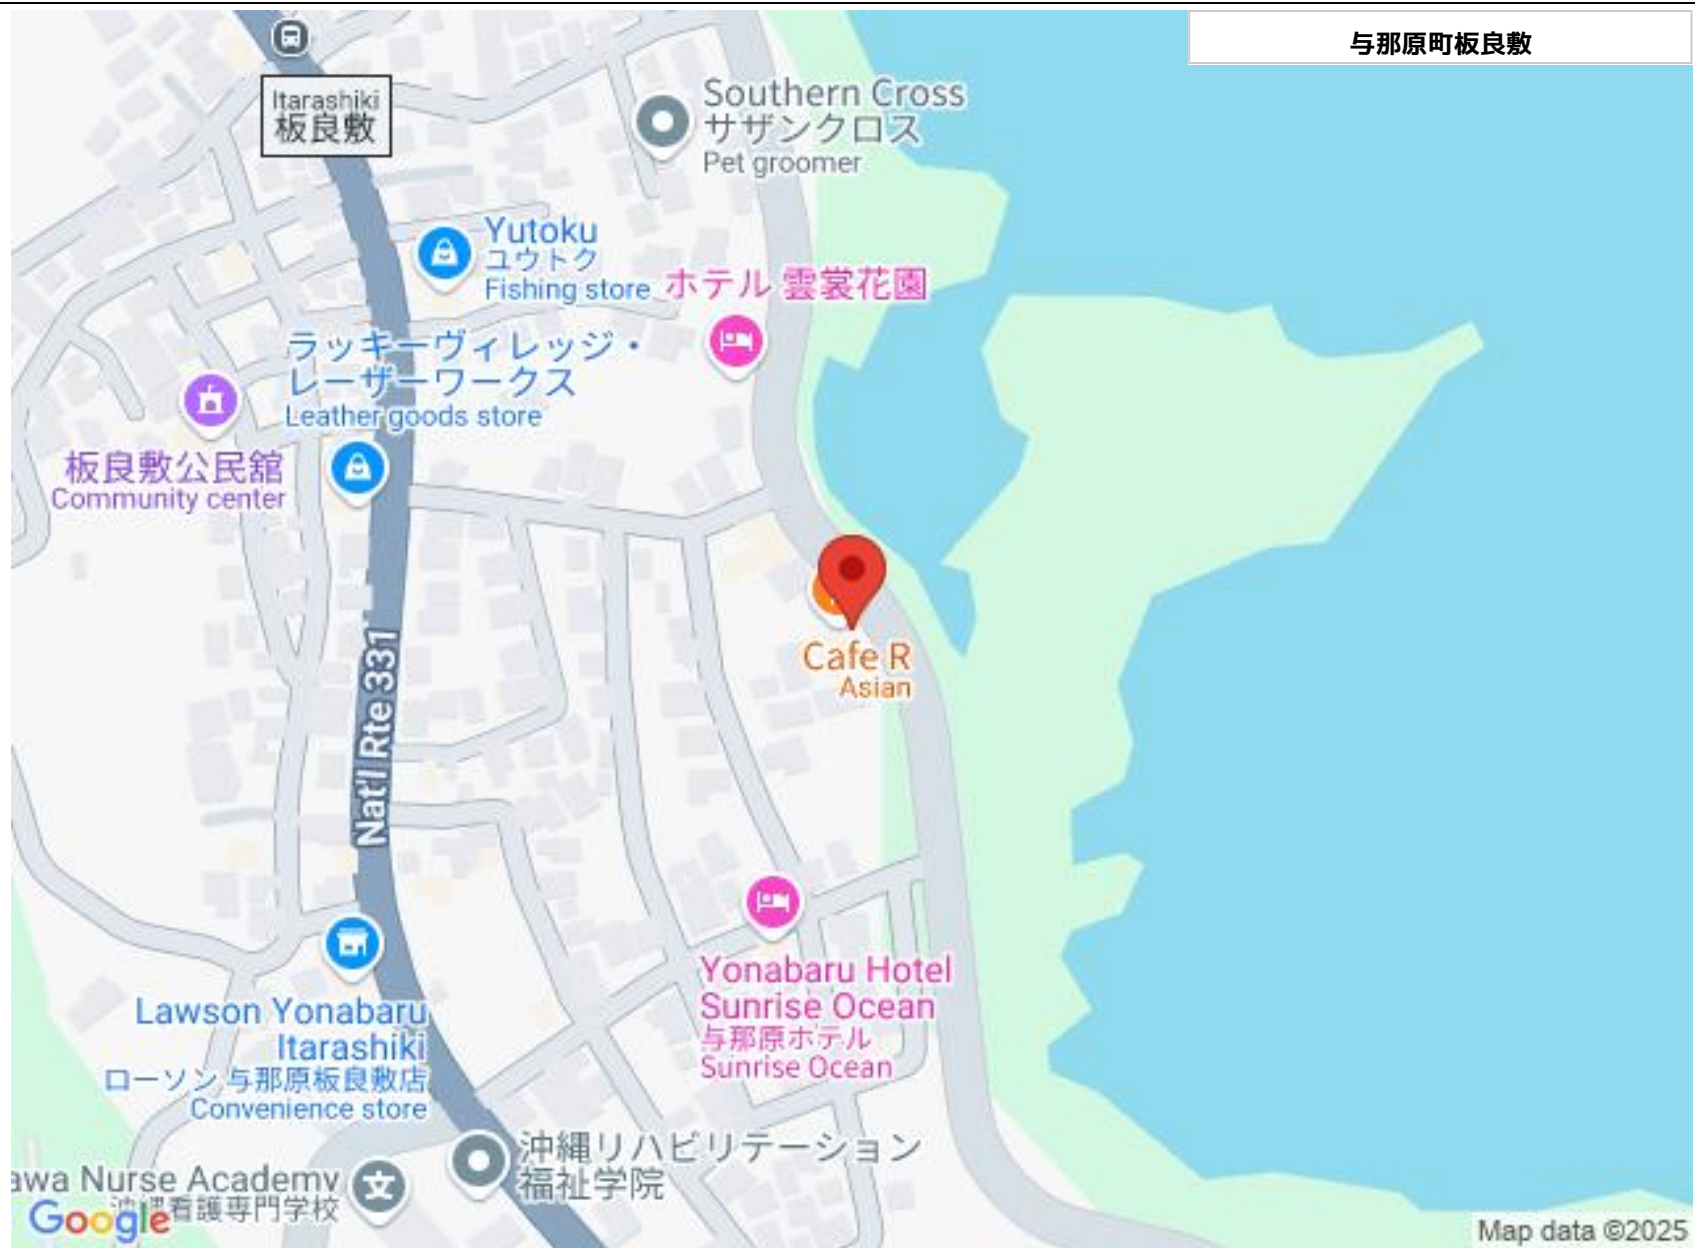 与那原町板良敷
Itarashiki
板良敷
Southern Cross
サザンクロス
Pet groomer
Yutoku
ユウトク
Fishing store
ホテル 雲裳花園
ラッキーヴィレッジ・
レーザーワークス
Leather goods store
板良敷公民舘
Community center
Cafe R
Asian
Nat'l Rte 331
Yonabaru Hotel
Sunrise Ocean
与那原ホテル
Sunrise Ocean
Lawson Yonabaru
Itarashiki
ローソン 与那原板良敷店
Convenience store
沖縄リハビリテーション
福祉学院
awa Nurse Academy
沖縄看護専門学校
文
Google
Map data ©2025